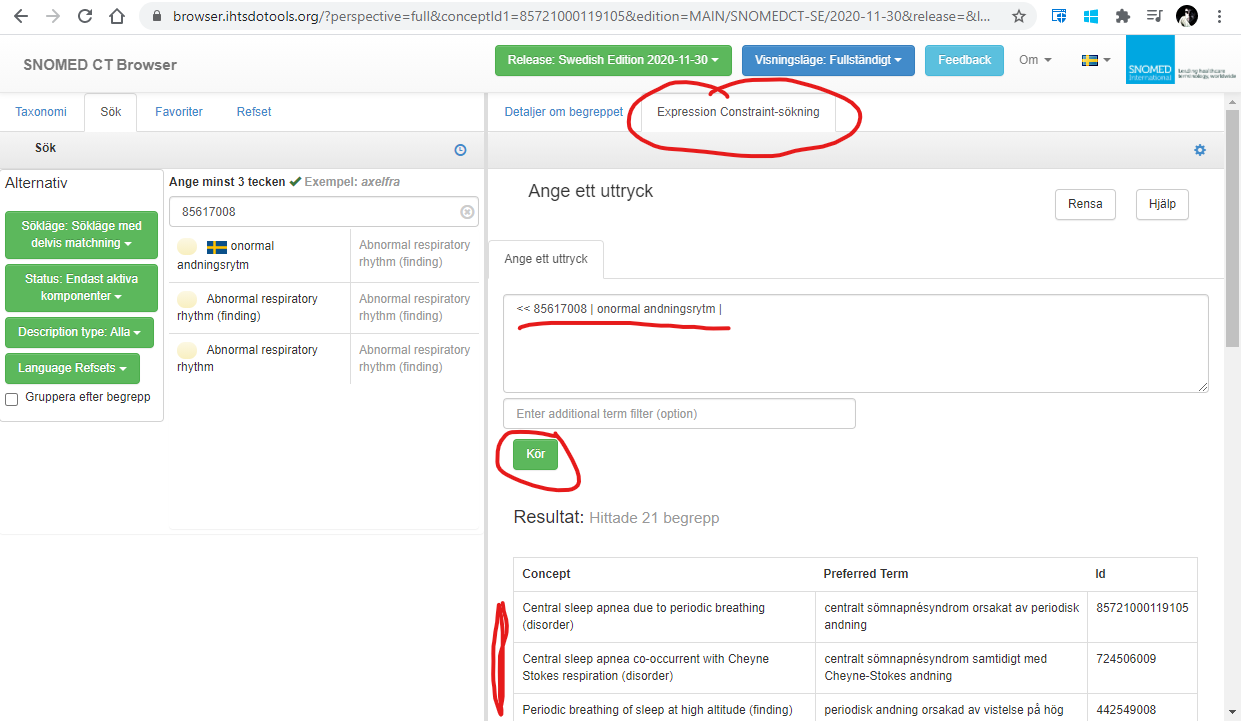 browser.ihtsdotools.org/?perspective=full&conceptId1=85721000119105&edition=MAIN/SNOMEDCT-SE/2020-11-30&release=&l...
SNOMED CT Browser
Release: Swedish Edition 2020-11-30
Visningsläge: Fullständigt
Feedback
Om
SNOMED
International
Leading healthcare
terminology, worldwide
Taxonomi
Sök
Favoriter
Refset
Detaljer om begreppet
Expression Constraint-sökning
Sök
Alternativ
Sökläge: Sökläge med
delvis matchning
Status: Endast aktiva
komponenter
Description type: Alla
Language Refsets
Gruppera efter begrepp
Ange minst 3 tecken Exempel: axelfra
85617008
onormal
andningsrytm
Abnormal respiratory
rhythm (finding)
Abnormal respiratory
rhythm (finding)
Abnormal respiratory
rhythm (finding)
Abnormal respiratory
rhythm
Abnormal respiratory
rhythm (finding)
Ange ett uttryck
Rensa
Hjälp
Ange ett uttryck
<< 85617008 | onormal andningsrytm |
Enter additional term filter (option)
Kör
Resultat: Hittade 21 begrepp
Concept
Preferred Term
Id
Central sleep apnea due to periodic breathing
(disorder)
centralt sömnapnésyndrom orsakat av periodisk
andning
85721000119105
Central sleep apnea co-occurrent with Cheyne
Stokes respiration (disorder)
centralt sömnapnésyndrom samtidigt med
Cheyne-Stokes andning
724506009
Periodic breathing of sleep at high altitude (finding)
periodisk andning orsakad av vistelse på hög
442549008